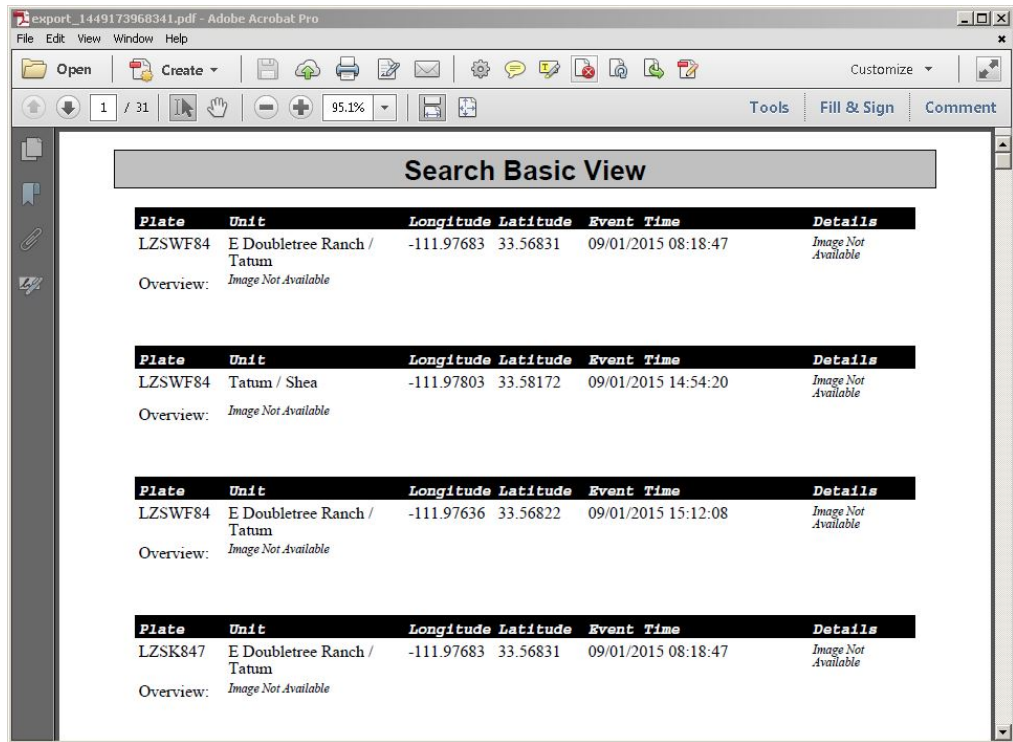 export_1449173968341.pdf - Adobe Acrobat Pro
File Edit View Window Help
Open Create Customize
1 / 31 95.1% Tools Fill & Sign Comment
Search Basic View
Plate Unit Longitude Latitude Event Time Details
LZSWF84 E Doubletree Ranch / -111.97683 33.56831 09/01/2015 08:18:47 Image Not
Tatum Available
Overview: Image Not Available
Plate Unit Longitude Latitude Event Time Details
LZSWF84 Tatum / Shea -111.97803 33.58172 09/01/2015 14:54:20 Image Not
Available
Overview: Image Not Available
Plate Unit Longitude Latitude Event Time Details
LZSWF84 E Doubletree Ranch / -111.97636 33.56822 09/01/2015 15:12:08 Image Not
Tatum Available
Overview: Image Not Available
Plate Unit Longitude Latitude Event Time Details
LZSK847 E Doubletree Ranch / -111.97683 33.56831 09/01/2015 08:18:47 Image Not
Tatum Available
Overview: Image Not Available